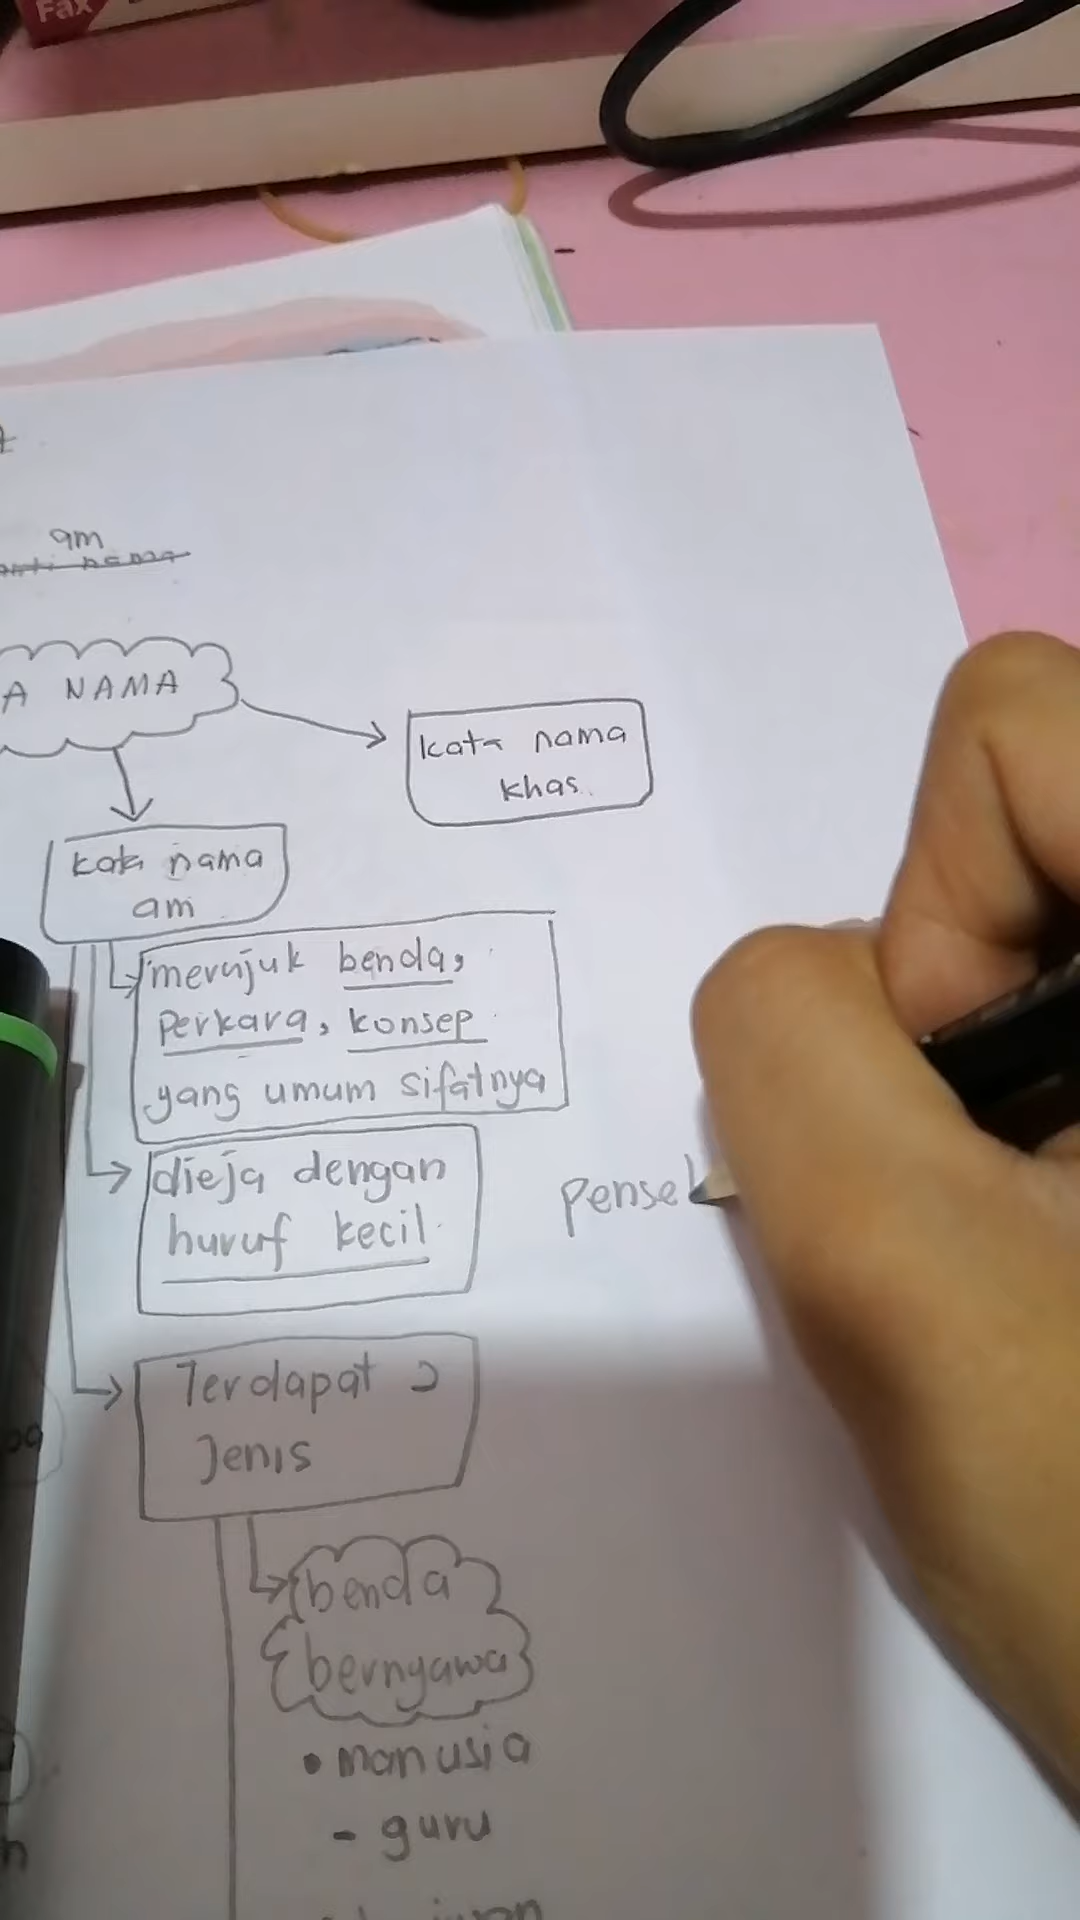 Fax
am
A NAMA
kata nama
khas
kata nama
am
merujuk benda,
perkara, konsep
yang umum sifatnya
dieja dengan
huruf kecil
pense
Terdapat 2
Jenis
benda
bernyawa
• manusia
- guru